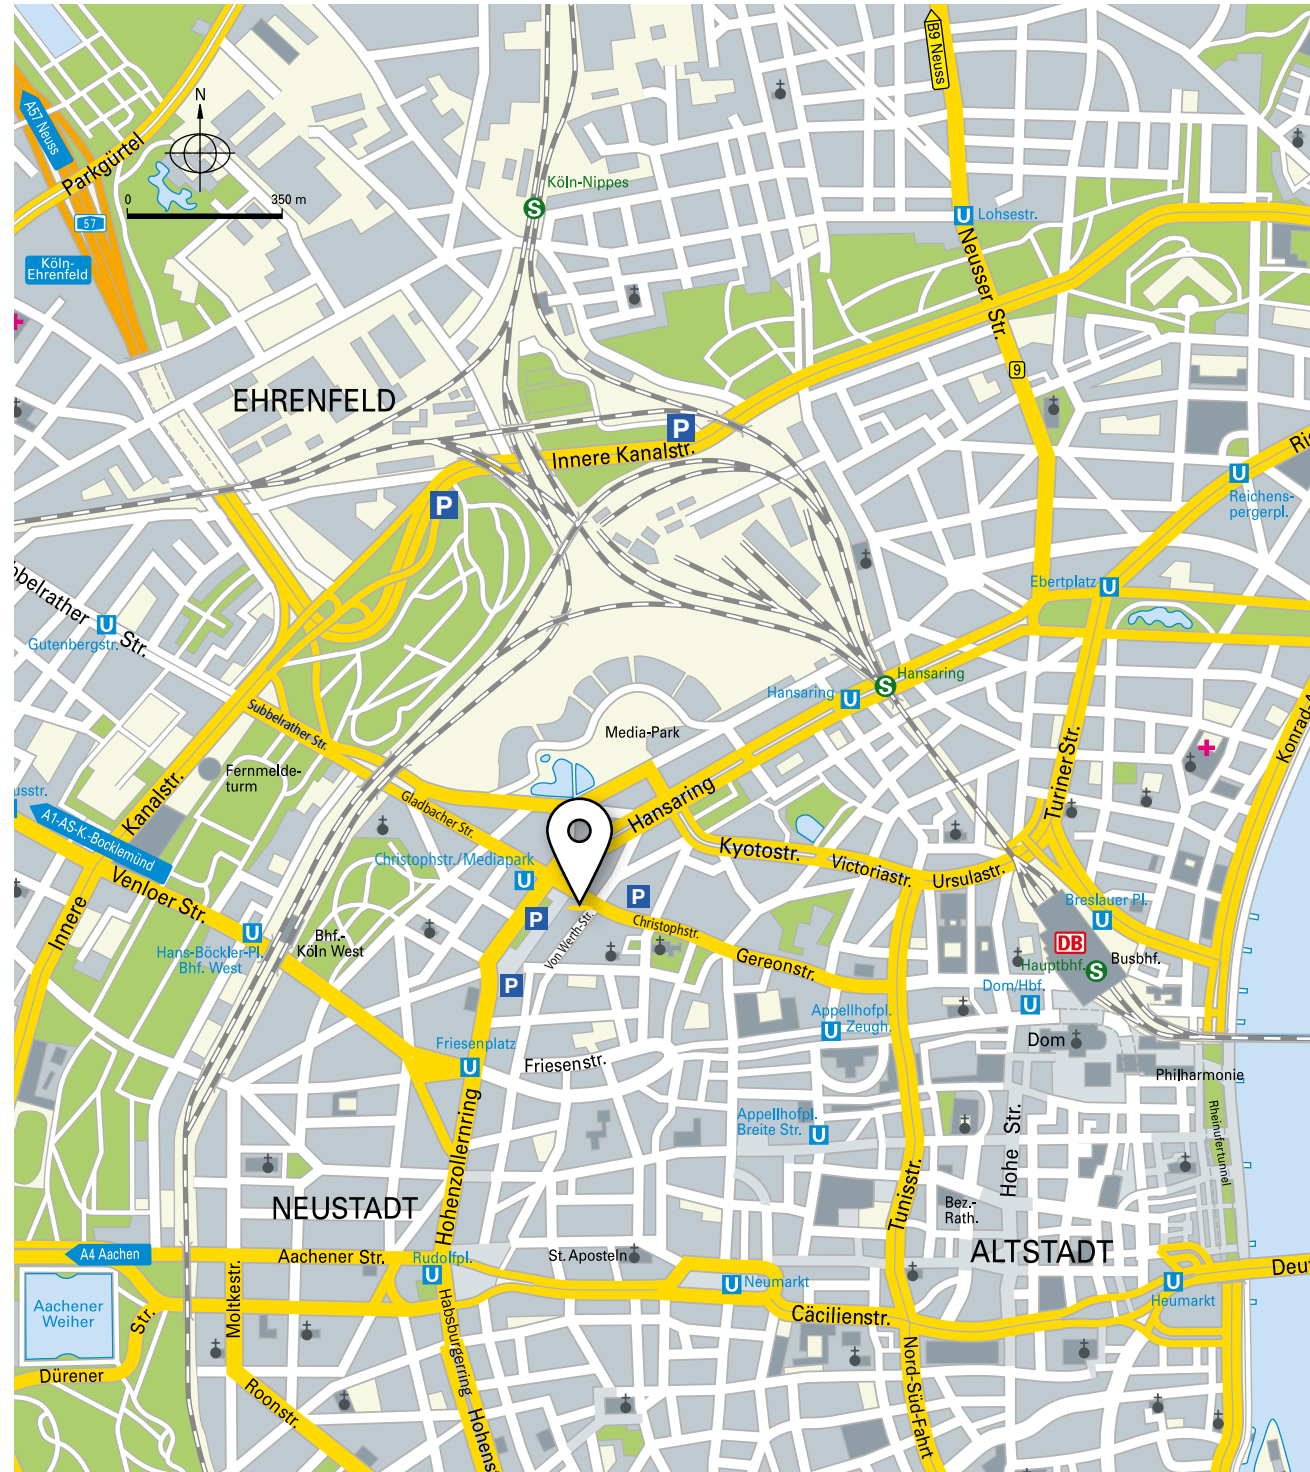 B9 Neuss
A57 Neuss
N
Parkgürtel
0
350 m
57
Köln-
Ehrenfeld
Köln-Nippes
S
U
Lohsestr.
Neusser Str.
9
EHRENFELD
P
Innere Kanalstr.
P
U
Reichens-
pergerpl.
Ebertplatz
U
U
Gutenbergstr.
Str.
Subbelrather Str.
Hansaring
S
Hansaring
U
Media-Park
Fernmelde-
turm
Kanalstr.
Turiner Str.
A1-AS-K.-Bocklemünd
Gladbacher Str.
Hansaring
Kyotostr.
Victoriastr.
Ursulastr.
Christophstr./Mediapark
U
Venloer Str.
Innere
P
P
Christophstr.
Von Werth-Str.
Gereonstr.
Breslauer Pl.
U
DB
Hauptbhf.
S
Busbhf.
U
Hans-Böckler-Pl.
Bhf. West
Bhf.-
Köln West
P
Dom/Hbf.
U
Appellhofpl.
Zeugh.
U
Dom
Philharmonie
Friesenplatz
U
Friesenstr.
Appellhofpl.
Breite Str.
U
Rheinufertunnel
Hohe Str.
Hohenzollernring
Tunisstr.
NEUSTADT
Bez.-
Rath.
ALTSTADT
A4 Aachen
Aachener Str.
Rudolfpl.
U
St. Aposteln
U
Neumarkt
U
Heumarkt
Cäcilienstr.
Aachener
Weiher
Str.
Moltkestr.
Habsburgerring
Dürener
Roonstr.
Nord-Süd-Fahrt